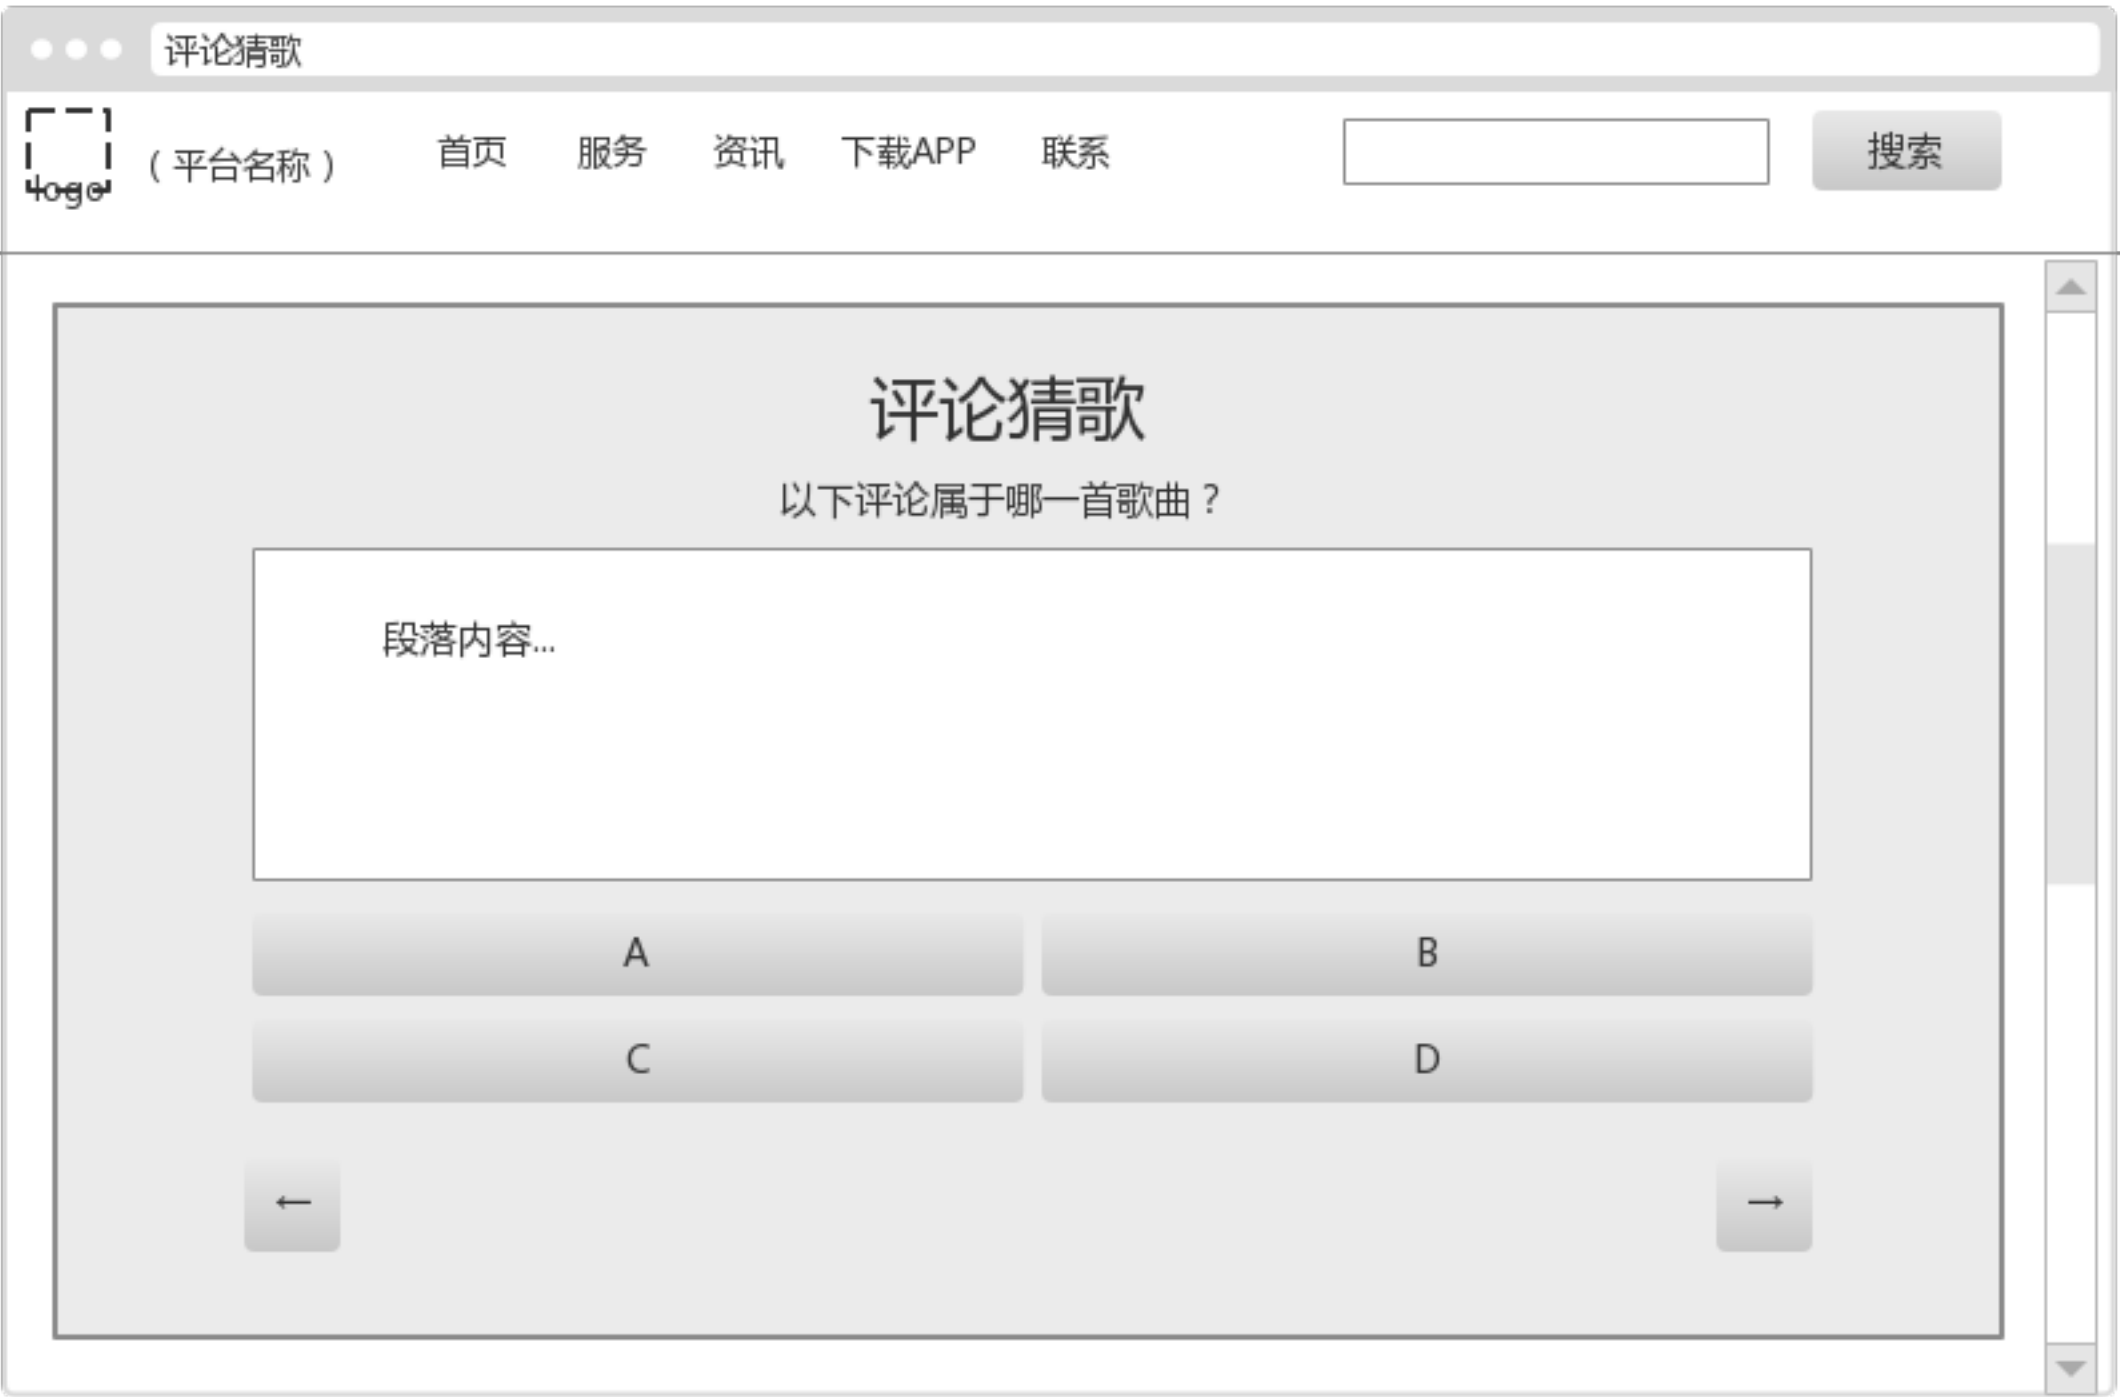 评论猜歌
logo
（平台名称）
首页 服务 资讯 下载APP 联系
搜索
评论猜歌
以下评论属于哪一首歌曲？
段落内容...
A
B
C
D
← →